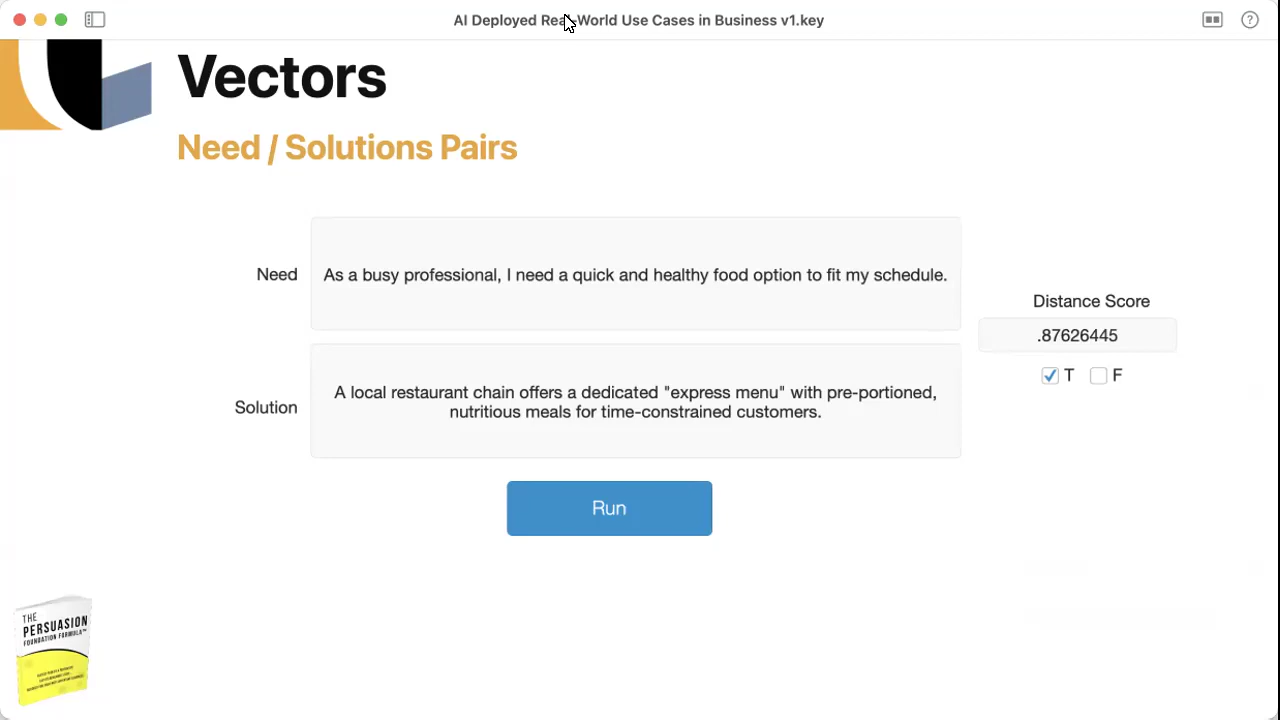 AI Deployed Real-World Use Cases in Business v1.key
Vectors
Need / Solutions Pairs
Need
As a busy professional, I need a quick and healthy food option to fit my schedule.
Distance Score
.87626445
T F
Solution
A local restaurant chain offers a dedicated "express menu" with pre-portioned,
nutritious meals for time-constrained customers.
Run
THE
PERSUASION
FOUNDATION FORMULA™